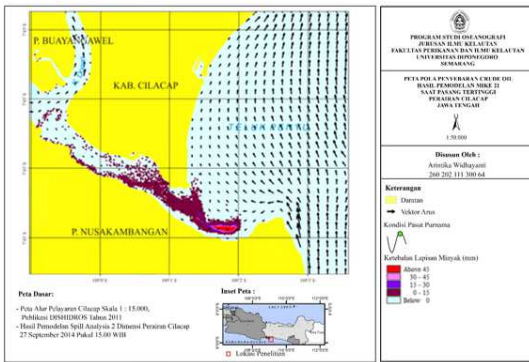 P. BUAYANGAWEL
KAB. CILACAP
TELUK PENYU
P. NUSAKAMBANGAN
Peta Dasar:
- Peta Alur Pelayaran Cilacap Skala 1 : 15.000,
Publikasi DISHIDROS Tahun 2011
- Hasil Pemodelan Spill Analysis 2 Dimensi Perairan Cilacap
27 September 2014 Pukul 15.00 WIB
Inset Peta :
Lokasi Penelitian
PROGRAM STUDI OSEANOGRAFI
JURUSAN ILMU KELAUTAN
FAKULTAS PERIKANAN DAN ILMU KELAUTAN
UNIVERSITAS DIPONEGORO
SEMARANG
PETA POLA PENYEBARAN CRUDE OIL
HASIL PEMODELAN MIKE 21
SAAT PASANG TERTINGGI
PERAIRAN CILACAP
JAWA TENGAH
1:50.000
Disusun Oleh :
Arimtika Widhayanti
260 202 111 300 64
Keterangan
Daratan
Vektor Arus
Kondisi Pasut Purnama
Ketebalan Lapisan Minyak (mm)
Above 45
30 - 45
15 - 30
0 - 15
Below 0